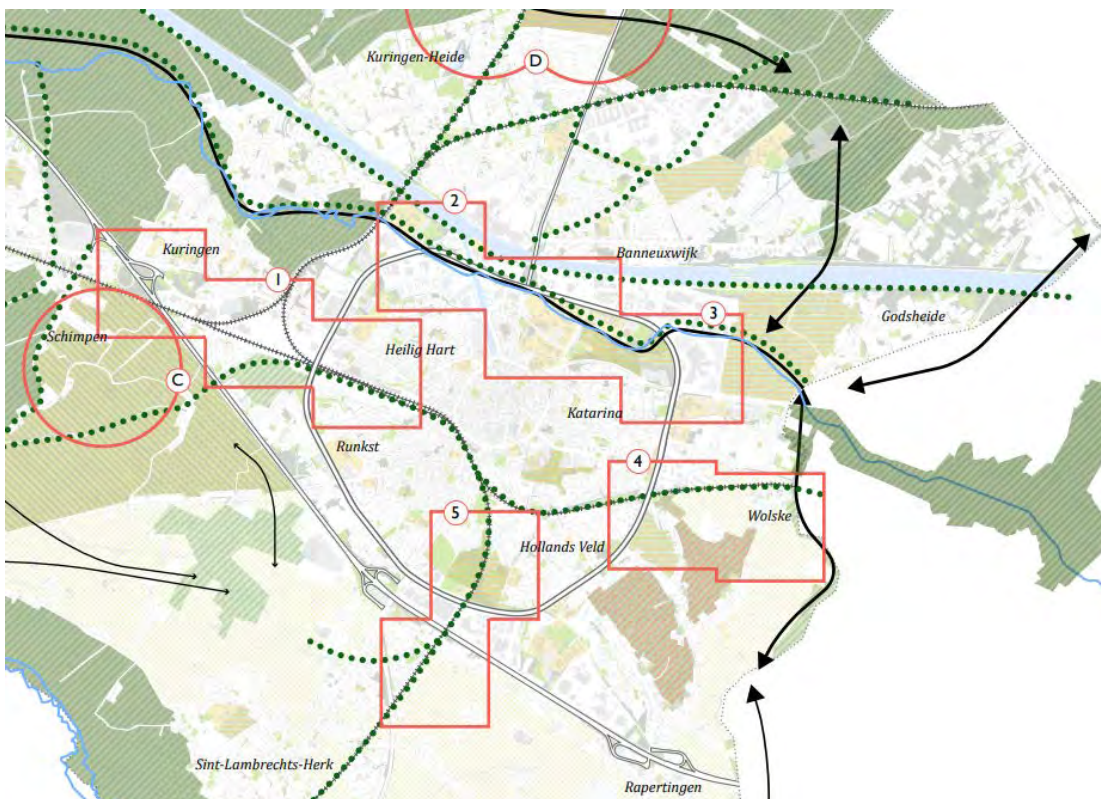 Kuringen-Heide
D
2
Kuringen
Banneuxwijk
1
3
Godsheide
Schimpen
Heilig Hart
C
Katarina
Runkst
4
5
Wolske
Hollands Veld
Sint-Lambrechts-Herk
Rapertingen